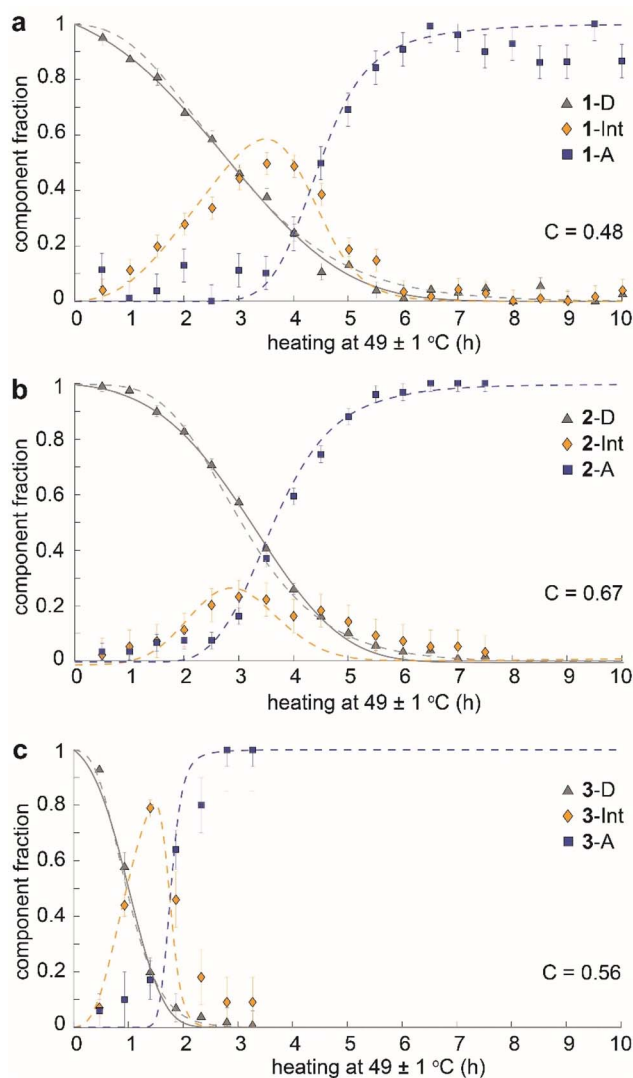 a
1
0.8
0.6
0.4
0.2
0
component fraction
1-D
1-Int
1-A
C = 0.48
0 1 2 3 4 5 6 7 8 9 10
heating at 49 ± 1 °C (h)
b
1
0.8
0.6
0.4
0.2
0
component fraction
2-D
2-Int
2-A
C = 0.67
0 1 2 3 4 5 6 7 8 9 10
heating at 49 ± 1 °C (h)
c
1
0.8
0.6
0.4
0.2
0
component fraction
3-D
3-Int
3-A
C = 0.56
0 1 2 3 4 5 6 7 8 9 10
heating at 49 ± 1 °C (h)